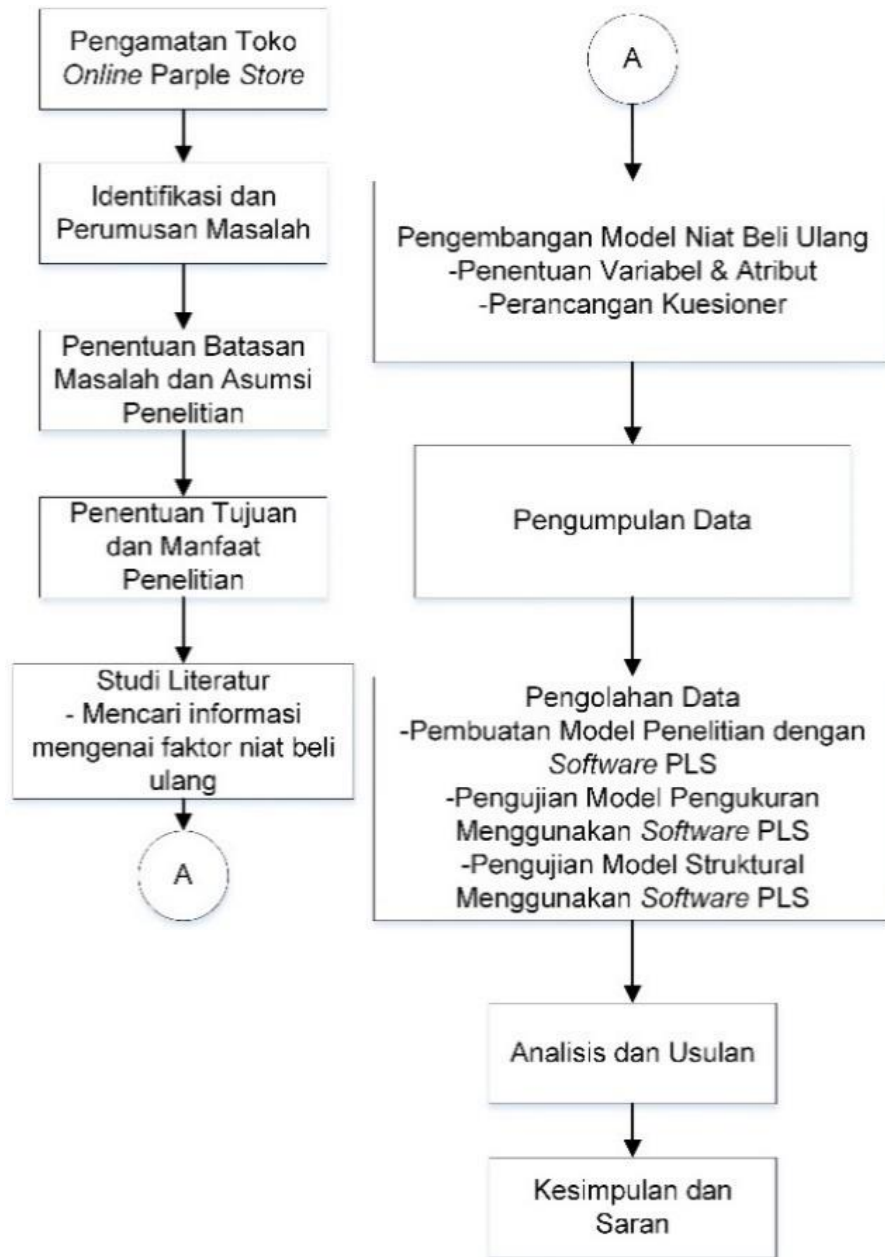 Pengamatan Toko
Online Parple Store
Identifikasi dan
Perumusan Masalah
Penentuan Batasan
Masalah dan Asumsi
Penelitian
Penentuan Tujuan
dan Manfaat
Penelitian
Studi Literatur
- Mencari informasi
mengenai faktor niat beli
ulang
A
A
Pengembangan Model Niat Beli Ulang
-Penentuan Variabel & Atribut
-Perancangan Kuesioner
Pengumpulan Data
Pengolahan Data
-Pembuatan Model Penelitian dengan
Software PLS
-Pengujian Model Pengukuran
Menggunakan Software PLS
-Pengujian Model Struktural
Menggunakan Software PLS
Analisis dan Usulan
Kesimpulan dan
Saran